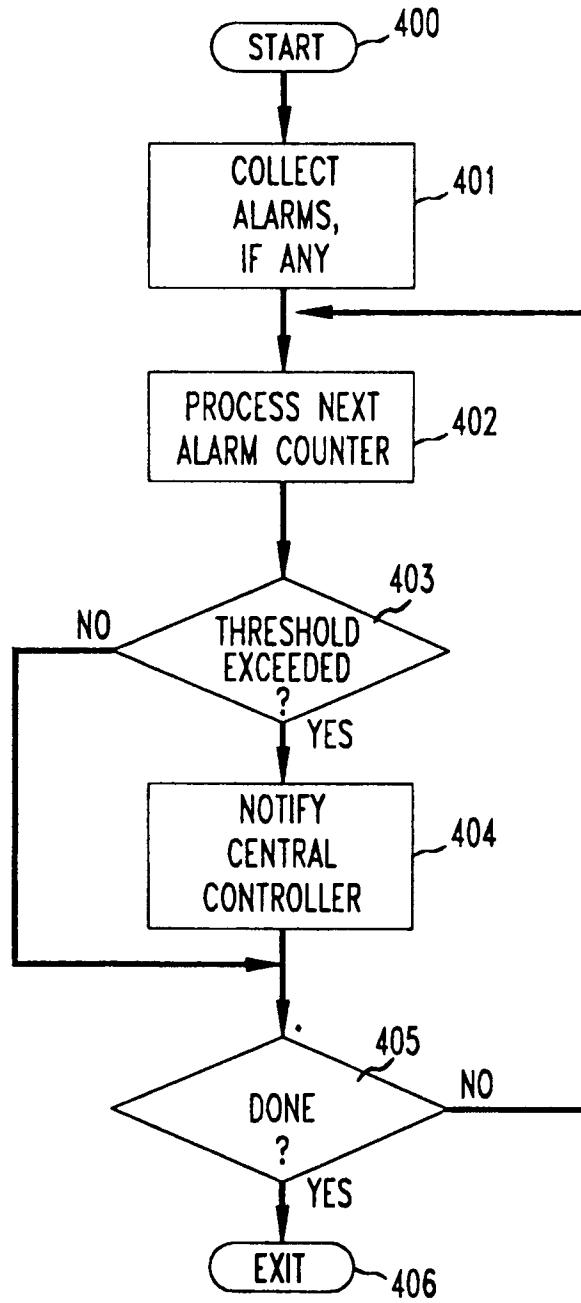 START
400
COLLECT
ALARMS,
IF ANY
401
PROCESS NEXT
ALARM COUNTER
402
403
NO
THRESHOLD
EXCEEDED
?
YES
NOTIFY
CENTRAL
CONTROLLER
404
405
DONE
?
NO
YES
EXIT
406